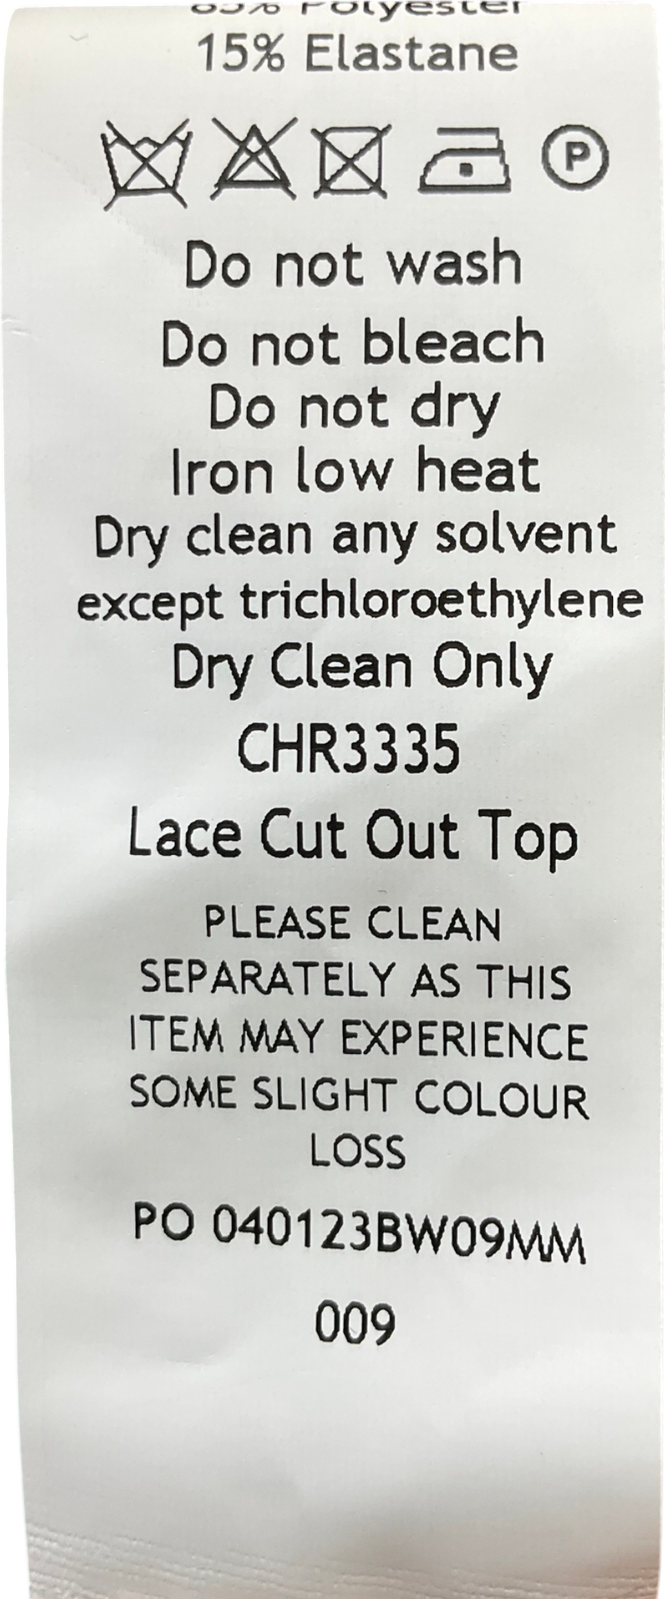 85% Polyester
15% Elastane
P
Do not wash
Do not bleach
Do not dry
Iron low heat
Dry clean any solvent
except trichloroethylene
Dry Clean Only
CHR3335
Lace Cut Out Top
PLEASE CLEAN
SEPARATELY AS THIS
ITEM MAY EXPERIENCE
SOME SLIGHT COLOUR
LOSS
PO 040123BW09MM
009